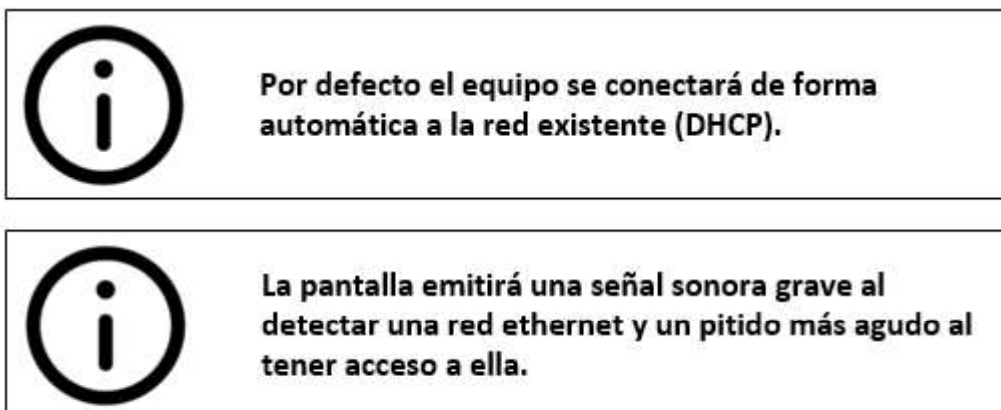 Por defecto el equipo se conectará de forma
automática a la red existente (DHCP).
La pantalla emitirá una señal sonora grave al
detectar una red ethernet y un pitido más agudo al
tener acceso a ella.